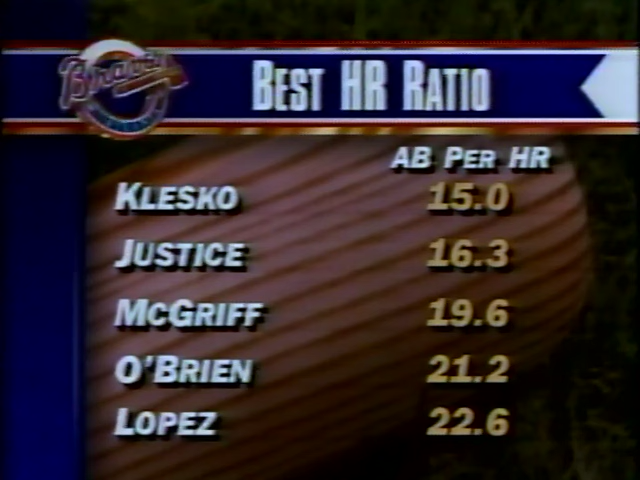 Braves
BEST HR RATIO
AB PER HR
KLESKO 15.0
JUSTICE 16.3
MCGRIFF 19.6
O'BRIEN 21.2
LOPEZ 22.6